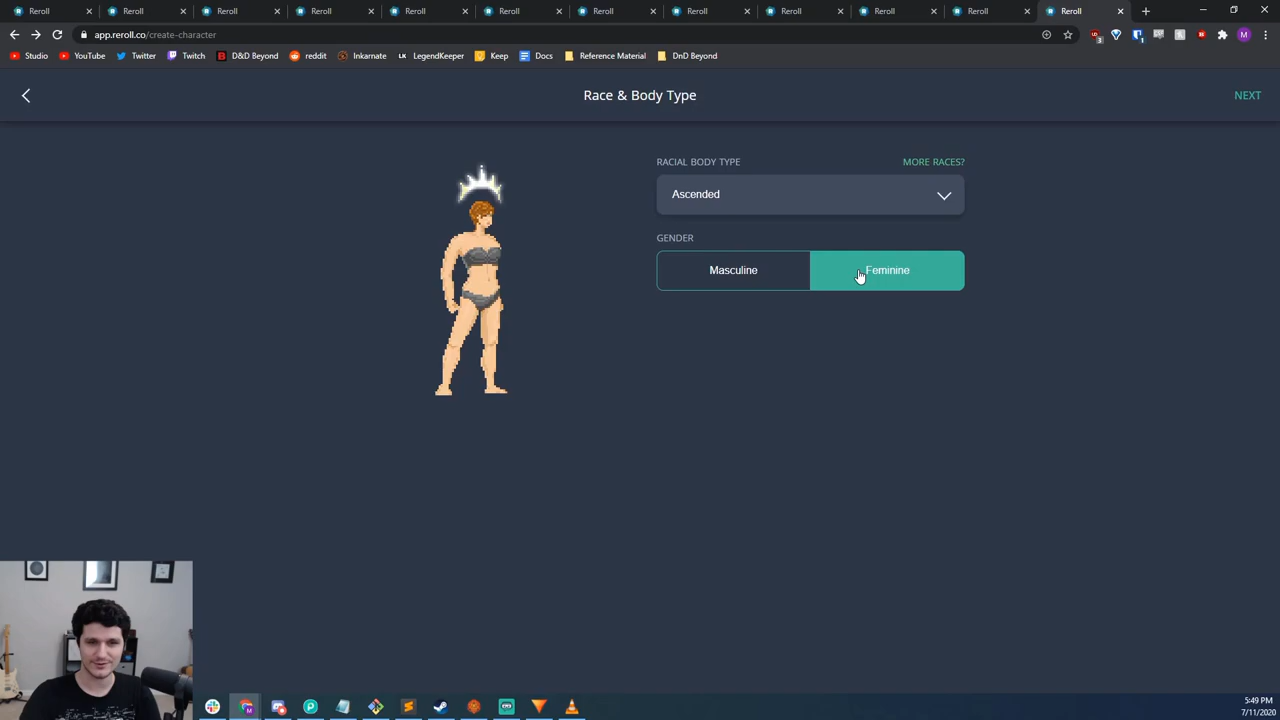 Reroll Reroll Reroll Reroll Reroll Reroll Reroll Reroll Reroll Reroll Reroll Reroll
app.reroll.co/create-character
Studio YouTube Twitter Twitch D&D Beyond reddit Inkarnate LK LegendKeeper Keep Docs Reference Material DnD Beyond
Race & Body Type NEXT
RACIAL BODY TYPE MORE RACES?
Ascended
GENDER
Masculine Feminine
5:49 PM
7/11/2020